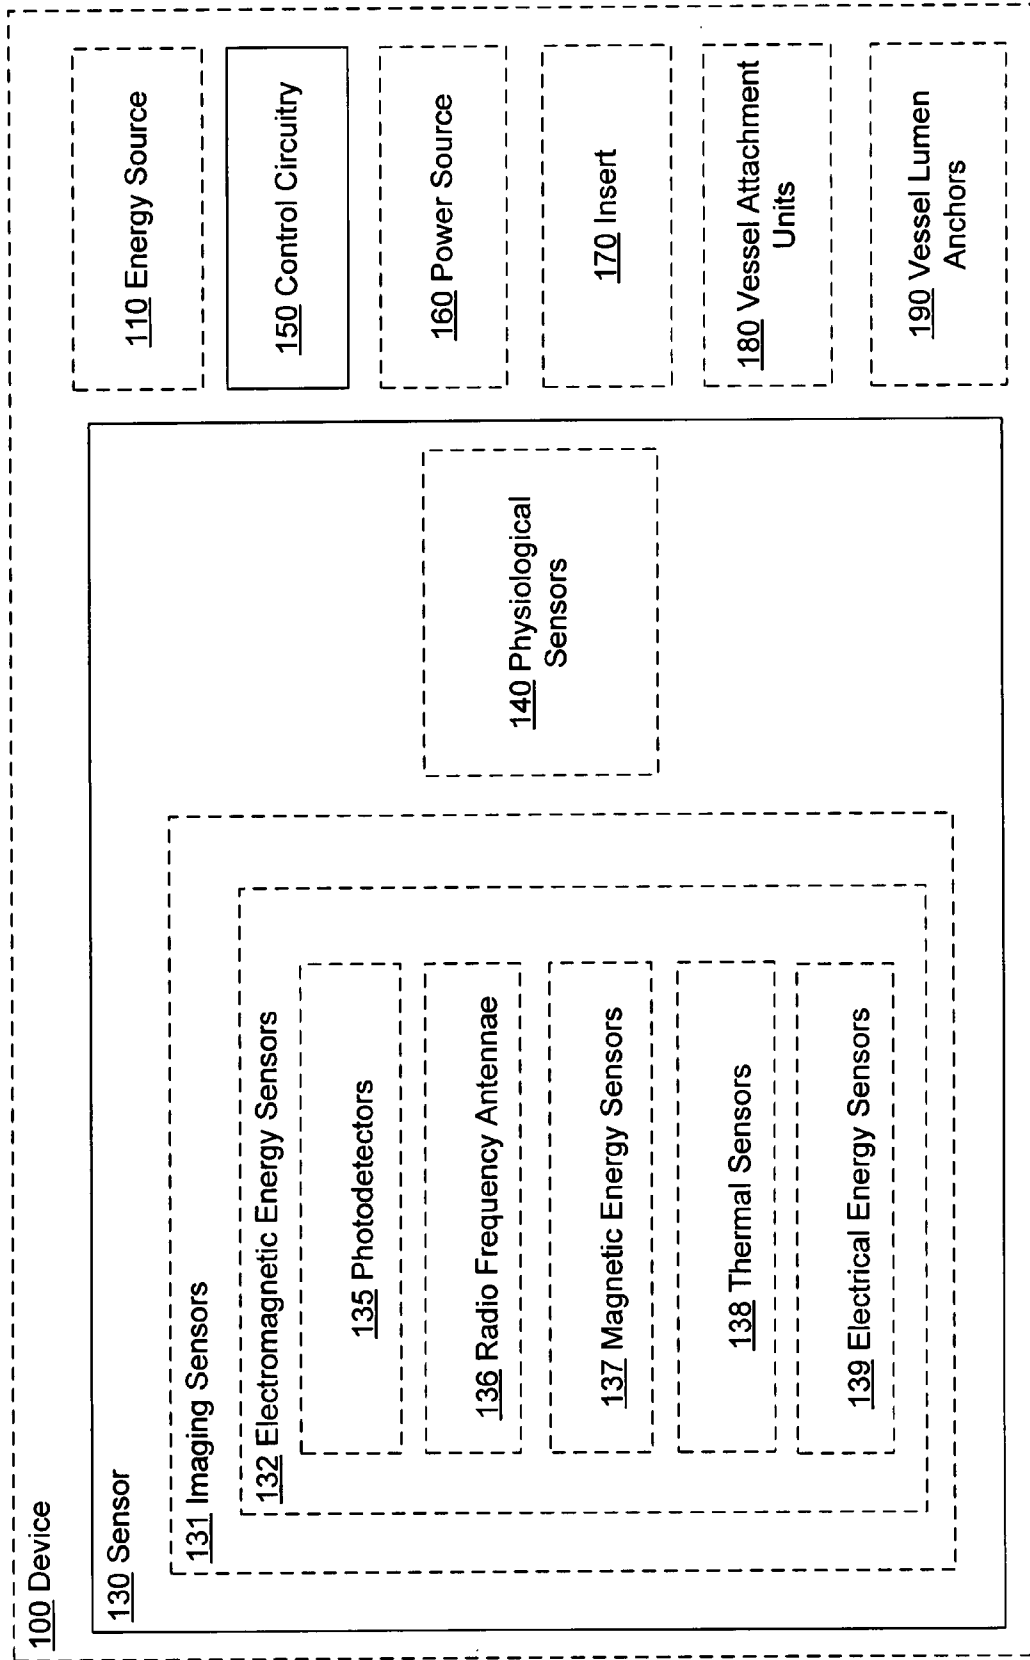 100 Device
130 Sensor
131 Imaging Sensors
132 Electromagnetic Energy Sensors
135 Photodetectors
136 Radio Frequency Antennae
137 Magnetic Energy Sensors
138 Thermal Sensors
139 Electrical Energy Sensors
140 Physiological
Sensors
110 Energy Source
150 Control Circuitry
160 Power Source
170 Insert
180 Vessel Attachment
Units
190 Vessel Lumen
Anchors